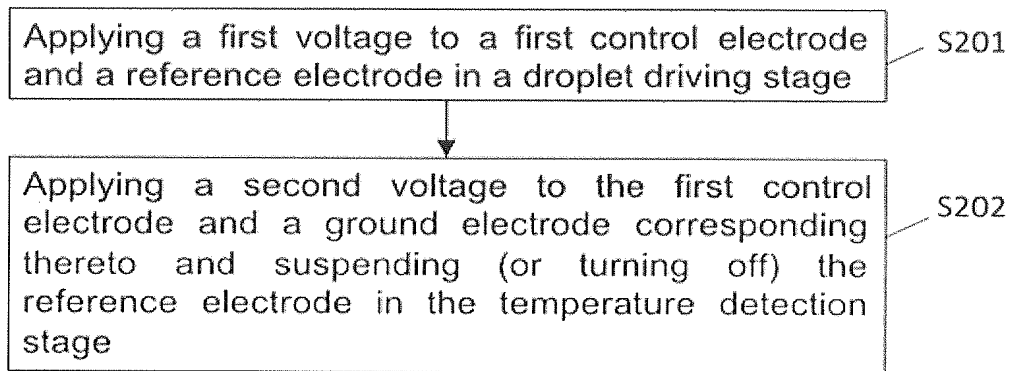 Applying a first voltage to a first control electrode
and a reference electrode in a droplet driving stage
S201
Applying a second voltage to the first control
electrode and a ground electrode corresponding
thereto and suspending (or turning off) the
reference electrode in the temperature detection
stage
S202